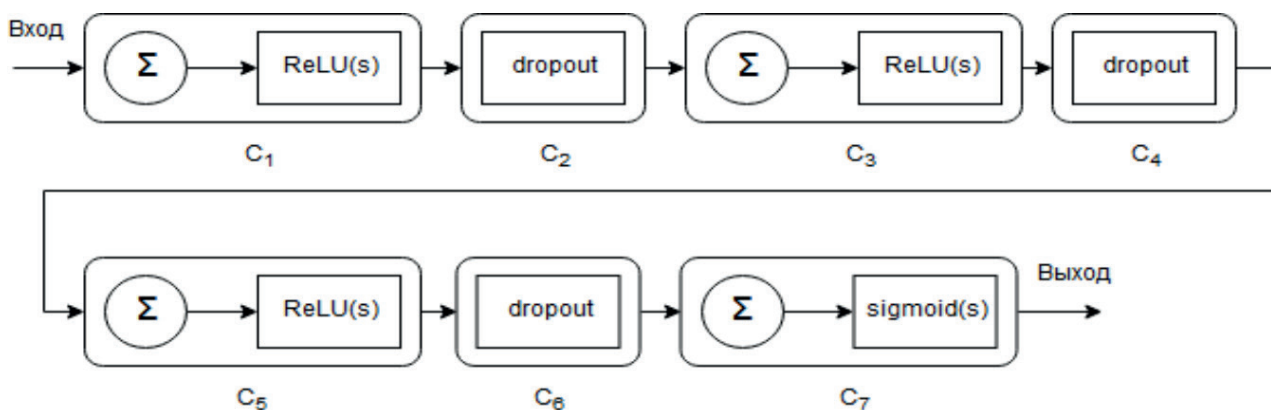 Вход
Σ ReLU(s) dropout Σ ReLU(s) dropout
C₁ C₂ C₃ C₄
Σ ReLU(s) dropout Σ sigmoid(s) Выход
C₅ C₆ C₇